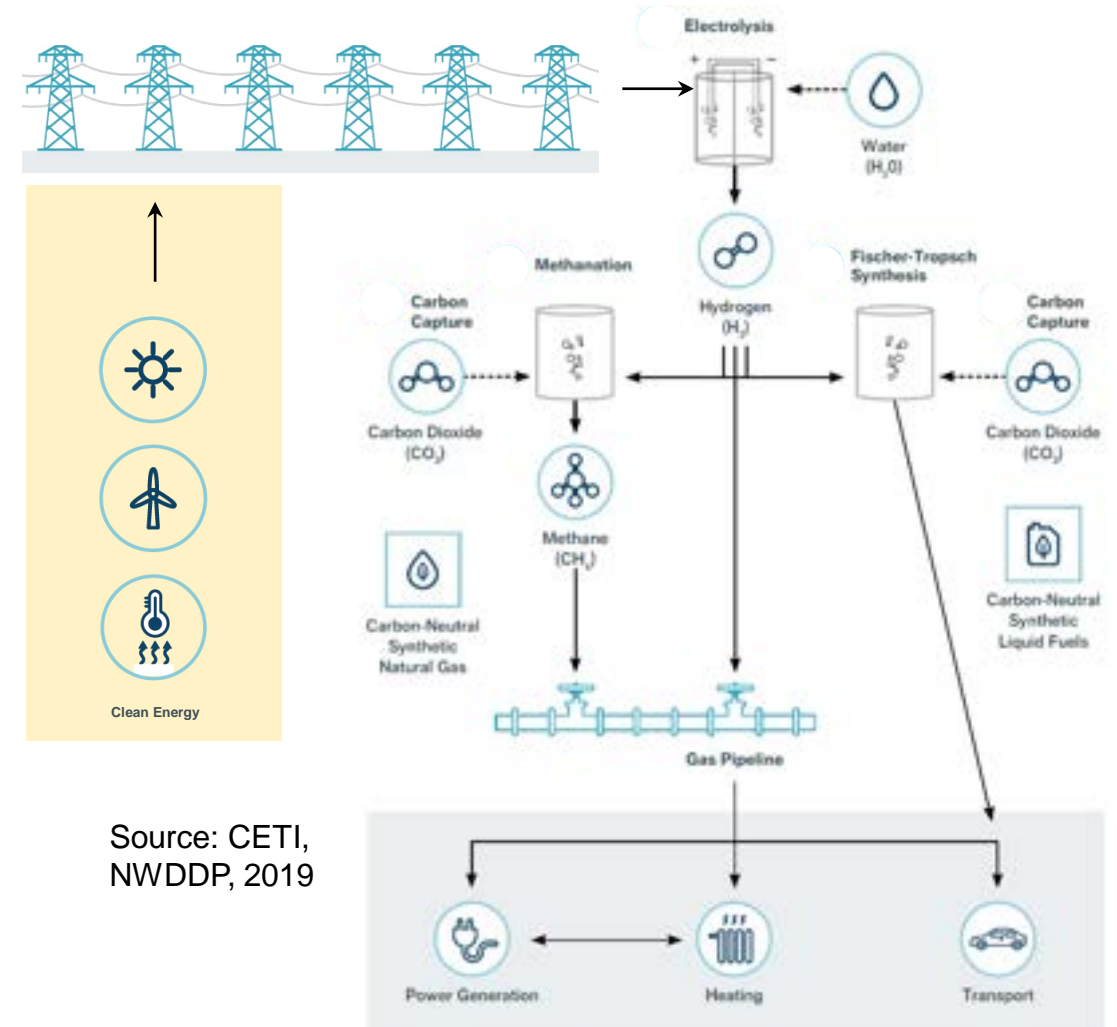 Electrolysis
+ −
Water
(H₂0)
Hydrogen
(H₂)
Methanation
Fischer-Tropsch
Synthesis
Carbon
Capture
Carbon Dioxide
(CO₂)
Carbon
Capture
Carbon Dioxide
(CO₂)
Methane
(CH₄)
Carbon-Neutral
Synthetic
Natural Gas
Carbon-Neutral
Synthetic
Liquid Fuels
Clean Energy
Gas Pipeline
Source: CETI,
NWDDP, 2019
Power Generation
Heating
Transport